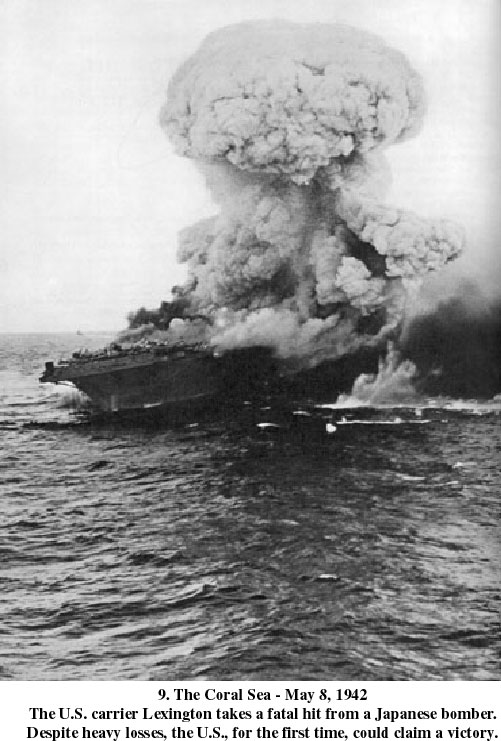 9. The Coral Sea - May 8, 1942
The U.S. carrier Lexington takes a fatal hit from a Japanese bomber.
Despite heavy losses, the U.S., for the first time, could claim a victory.